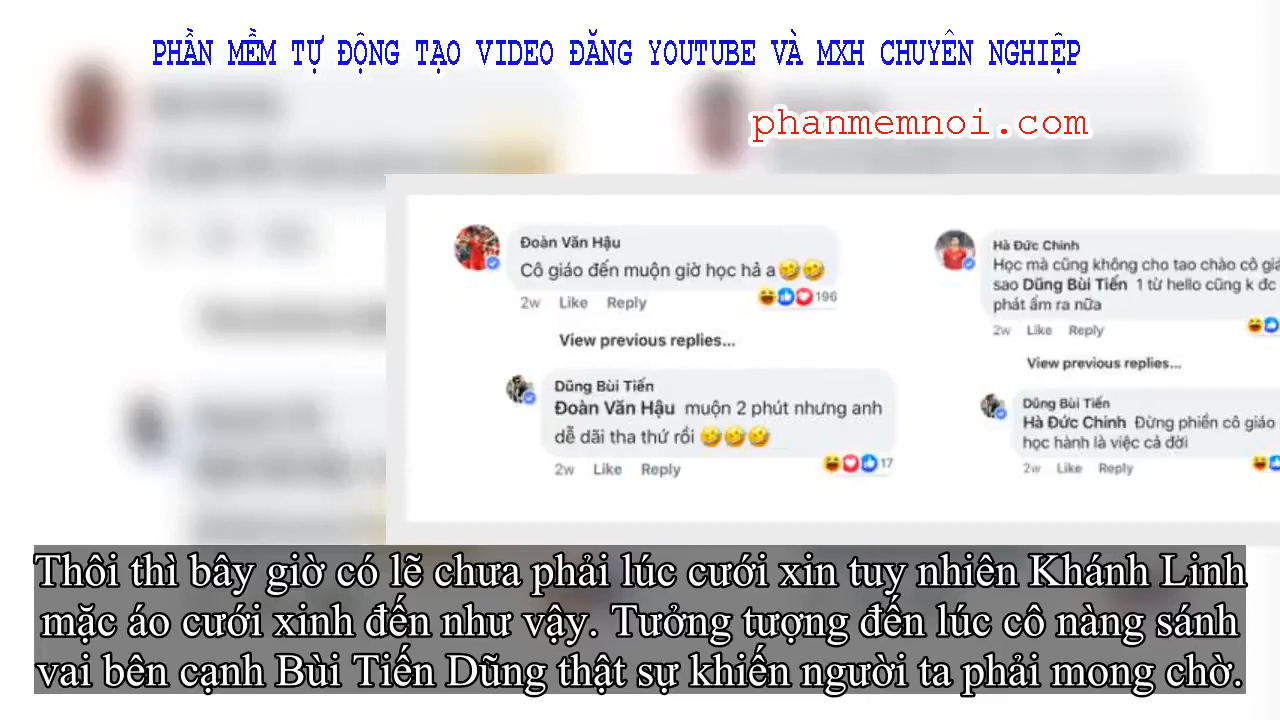 PHẦN MỀM TỰ ĐỘNG TẠO VIDEO ĐĂNG YOUTUBE VÀ MXH CHUYÊN NGHIỆP
phanmemnoi.com
Đoàn Văn Hậu
Cô giáo đến muộn giờ học hả a🤣🤣
2w Like Reply
196
View previous replies...
Dũng Bùi Tiến
Đoàn Văn Hậu muộn 2 phút nhưng anh
dễ dãi tha thứ rồi 🤣🤣🤣
2w Like Reply
17
Hà Đức Chinh
Học mà cũng không cho tao chào cô giá
sao Dũng Bùi Tiến 1 từ hello cũng k đc
phát ẩm ra nữa
2w Like Reply
View previous replies...
Dũng Bùi Tiến
Hà Đức Chinh Đừng phiền cô giáo
học hành là việc cả đời
2w Like Reply
Thôi thì bây giờ có lẽ chưa phải lúc cưới xin tuy nhiên Khánh Linh
mặc áo cưới xinh đến như vậy. Tưởng tượng đến lúc cô nàng sánh
vai bên cạnh Bùi Tiến Dũng thật sự khiến người ta phải mong chờ.